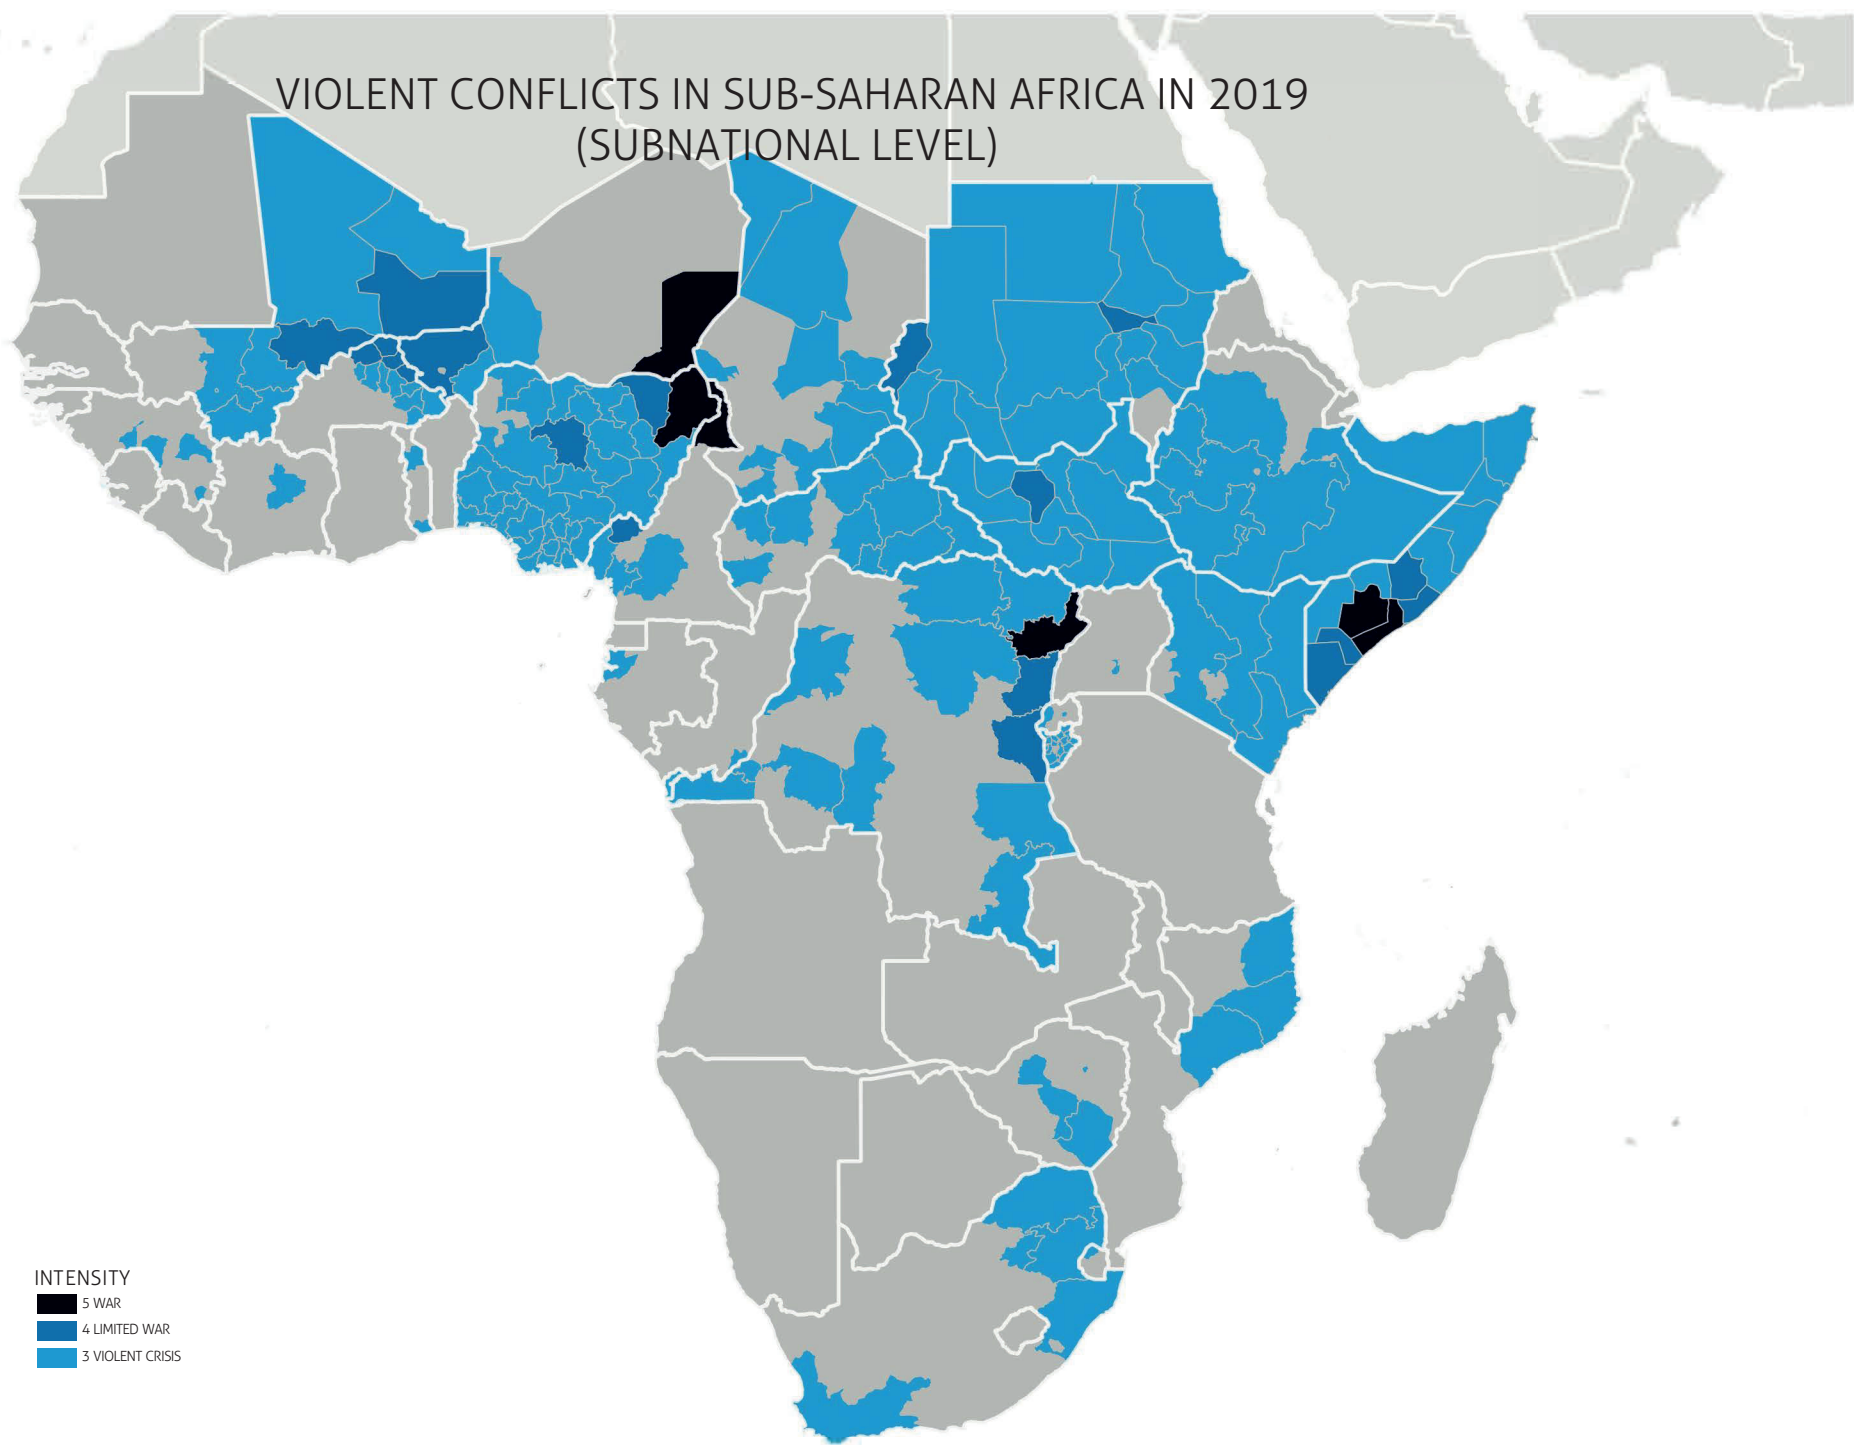 VIOLENT CONFLICTS IN SUB-SAHARAN AFRICA IN 2019
(SUBNATIONAL LEVEL)
INTENSITY
5 WAR
4 LIMITED WAR
3 VIOLENT CRISIS